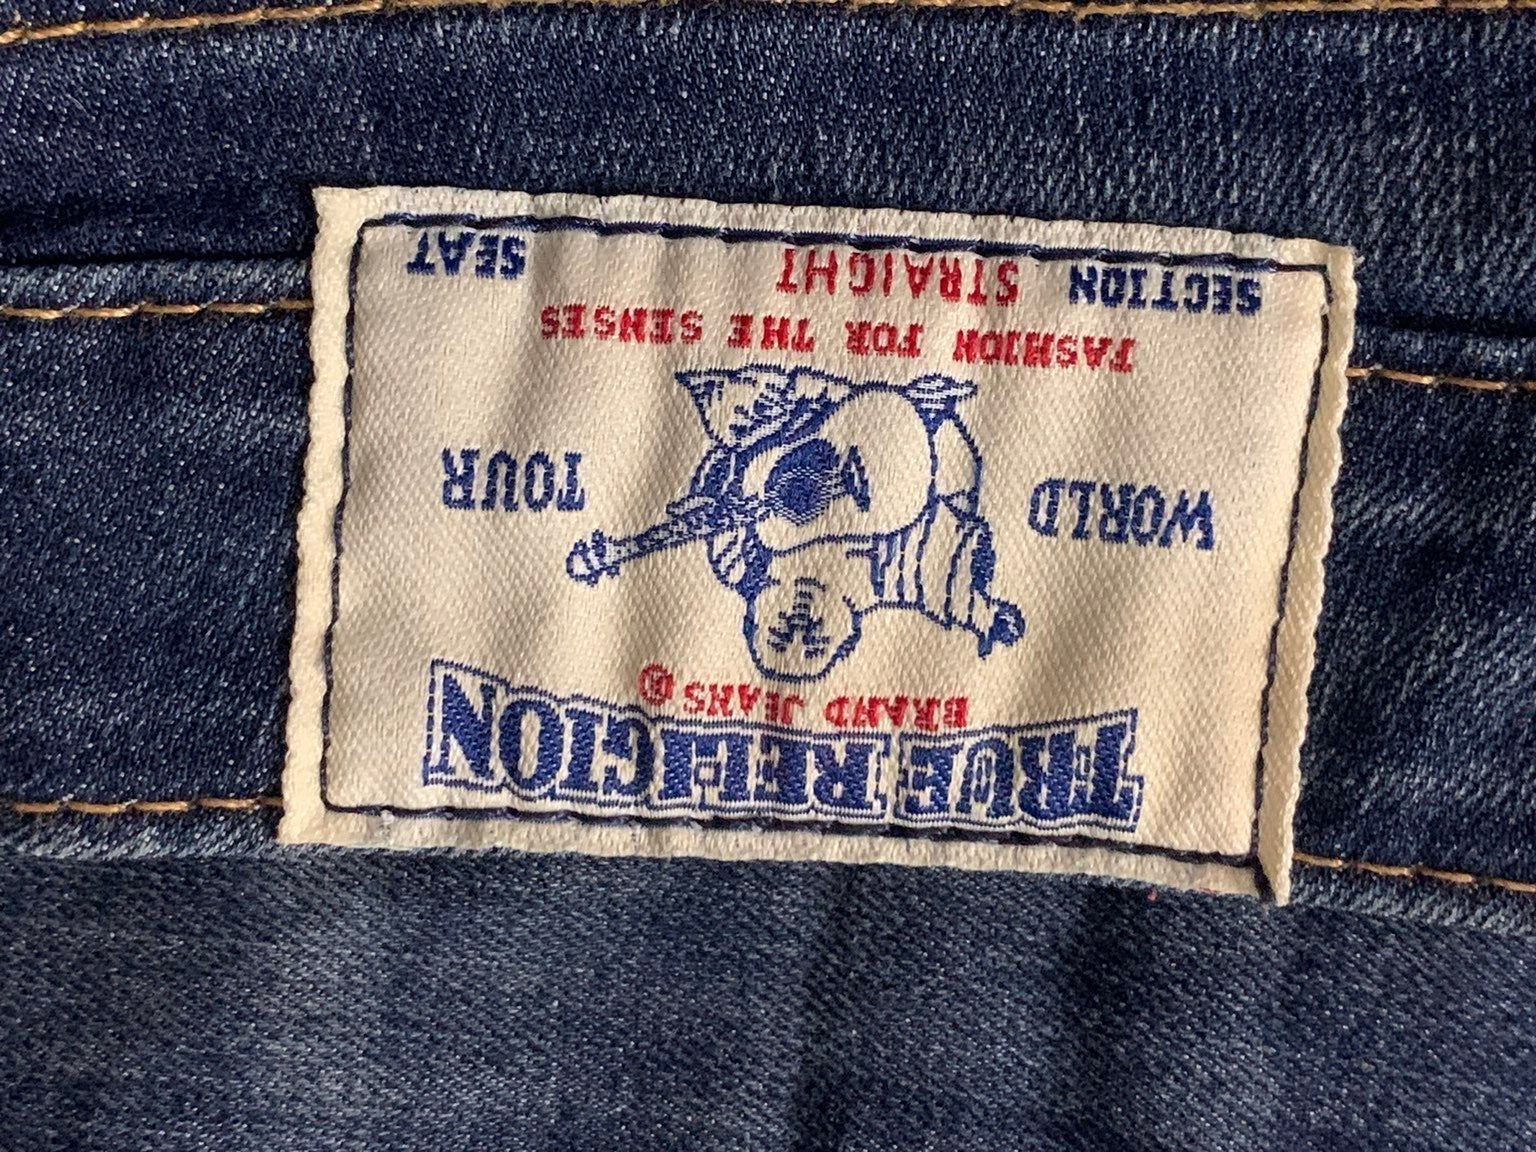 TRUE RELIGION
BRAND JEANS ®
WORLD TOUR
FASHION FOR THE SENSES
SECTION STRAIGHT SEAT